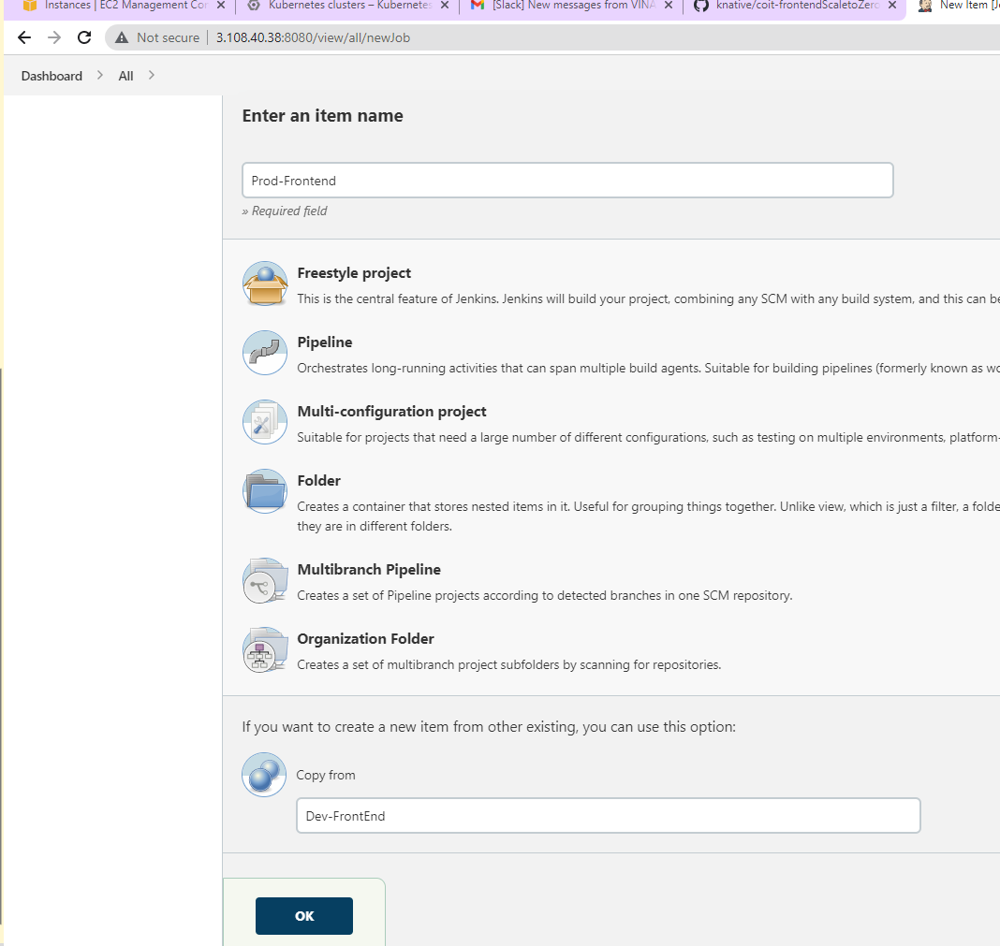 Instances | EC2 Management Con
Kubernetes clusters – Kubernetes
[Slack] New messages from VINA
knative/coit-frontendScaletoZero
New Item [Je
Not secure
3.108.40.38:8080/view/all/newJob
Dashboard
All
Enter an item name
Prod-Frontend
» Required field
Freestyle project
This is the central feature of Jenkins. Jenkins will build your project, combining any SCM with any build system, and this can be
Pipeline
Orchestrates long-running activities that can span multiple build agents. Suitable for building pipelines (formerly known as wo
Multi-configuration project
Suitable for projects that need a large number of different configurations, such as testing on multiple environments, platform-
Folder
Creates a container that stores nested items in it. Useful for grouping things together. Unlike view, which is just a filter, a folde
they are in different folders.
Multibranch Pipeline
Creates a set of Pipeline projects according to detected branches in one SCM repository.
Organization Folder
Creates a set of multibranch project subfolders by scanning for repositories.
If you want to create a new item from other existing, you can use this option:
Copy from
Dev-FrontEnd
OK